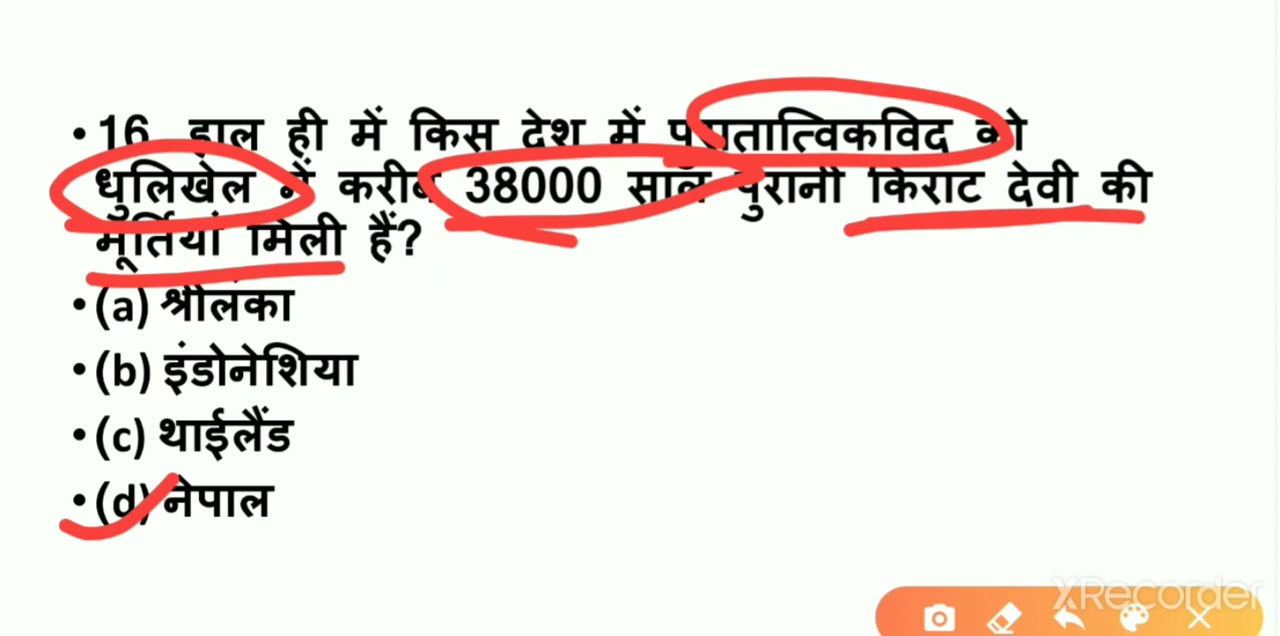 • 16 हाल ही में किस देश में पुरातात्विकविद को
धुलिखेल में करीब 38000 साल पुरानी किराट देवी की
मूर्तियां मिली हैं?
• (a) श्रीलंका
• (b) इंडोनेशिया
• (c) थाईलैंड
• (d) नेपाल
XRecorder